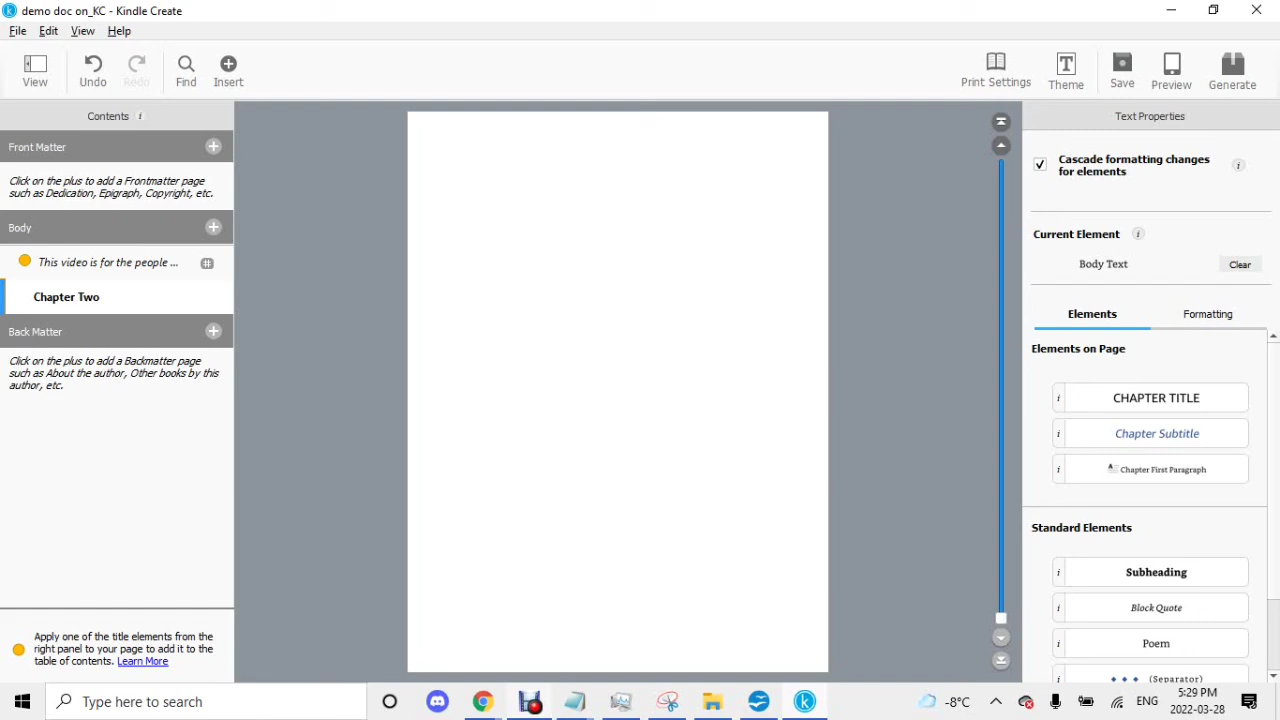 demo doc on_KC - Kindle Create
File Edit View Help
View Undo Redo Find Insert Print Settings Theme Save Preview Generate
Contents i
Front Matter
Click on the plus to add a Frontmatter page
such as Dedication, Epigraph, Copyright, etc.
Body
This video is for the people ...
Chapter Two
Back Matter
Click on the plus to add a Backmatter page
such as About the author, Other books by this
author, etc.
Apply one of the title elements from the
right panel to your page to add it to the
table of contents. Learn More
Text Properties
Cascade formatting changes
for elements
i
Current Element i
Body Text Clear
Elements Formatting
Elements on Page
i CHAPTER TITLE
i Chapter Subtitle
i Chapter First Paragraph
Standard Elements
i Subheading
i Block Quote
i Poem
i (Separator)
Type here to search
-8°C ENG 5:29 PM
2022-03-28